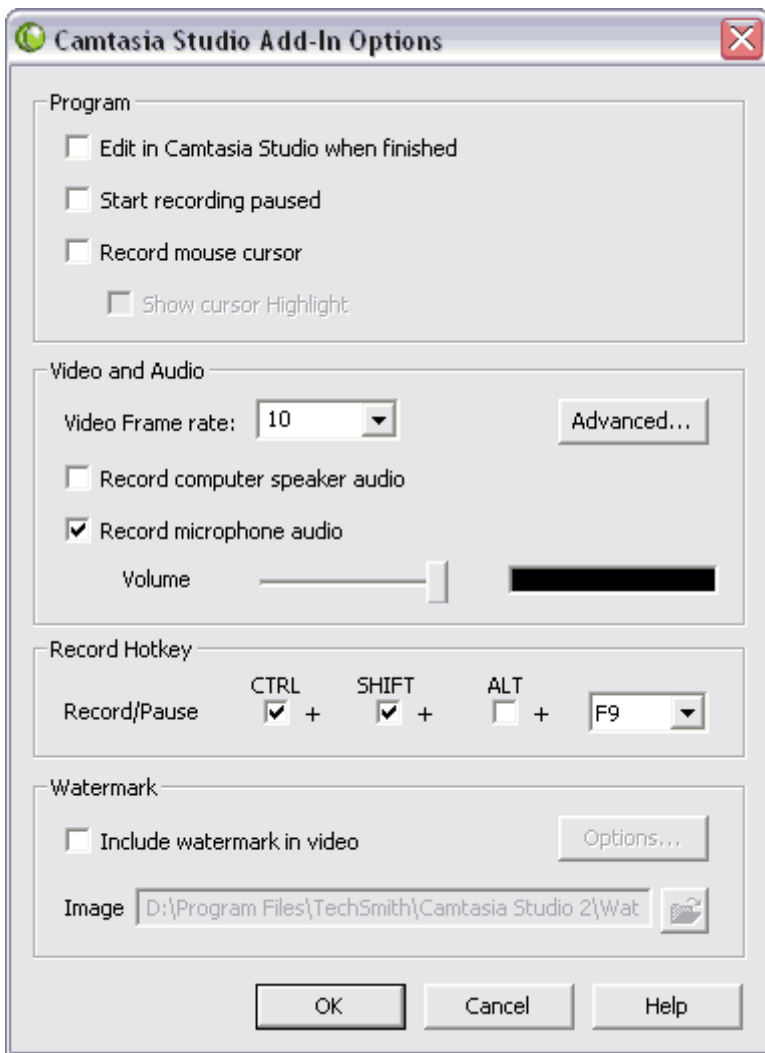 Camtasia Studio Add-In Options
Program
Edit in Camtasia Studio when finished
Start recording paused
Record mouse cursor
Show cursor Highlight
Video and Audio
Video Frame rate: 10 Advanced...
Record computer speaker audio
Record microphone audio
Volume
Record Hotkey
CTRL SHIFT ALT
Record/Pause + + + F9
Watermark
Include watermark in video Options...
Image D:\Program Files\TechSmith\Camtasia Studio 2\Wat
OK Cancel Help